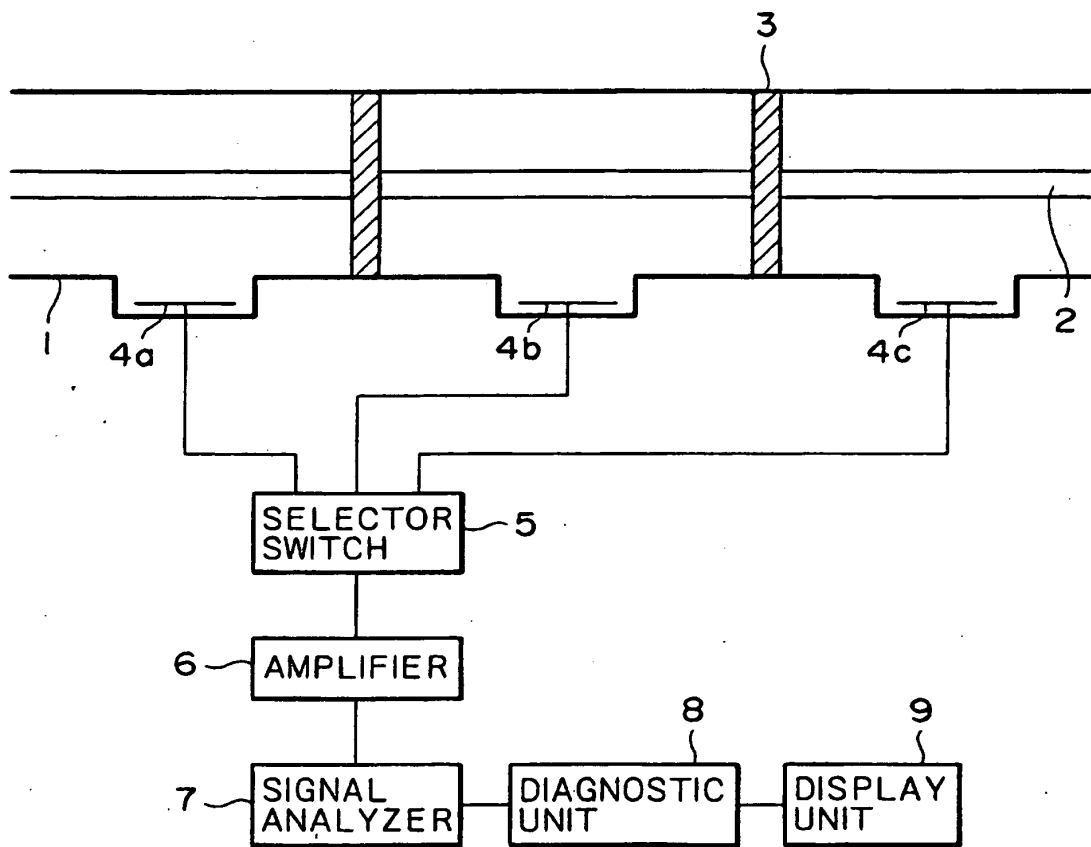 3
1
4a
4b
4c
2
SELECTOR
SWITCH
5
6
AMPLIFIER
8
9
7
SIGNAL
ANALYZER
DIAGNOSTIC
UNIT
DISPLAY
UNIT